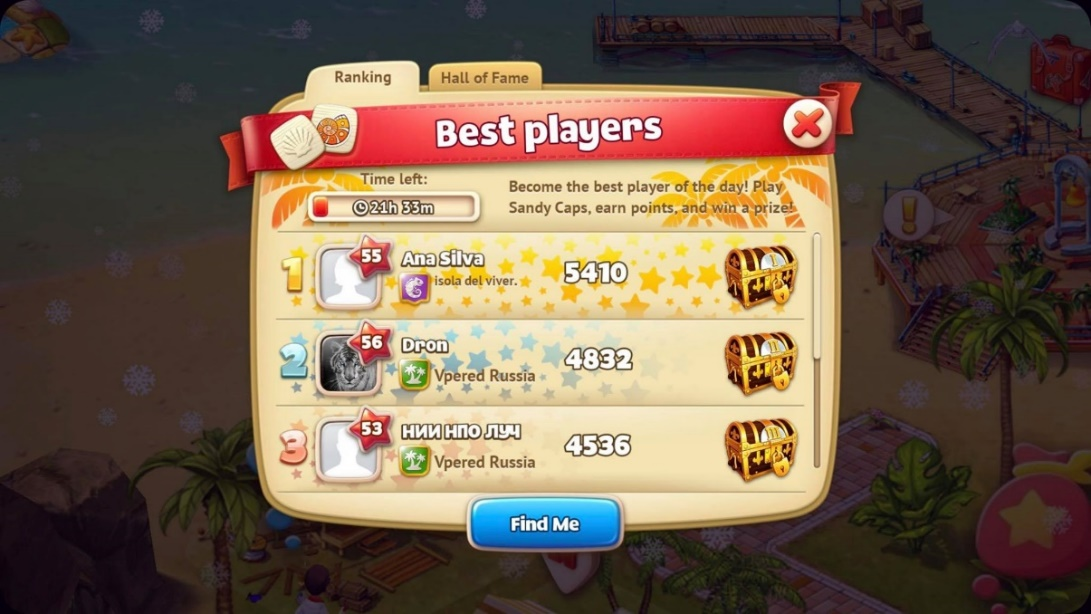 Ranking
Hall of Fame
Best players
Time left:
21h 33m
Become the best player of the day! Play
Sandy Caps, earn points, and win a prize!
1
55
Ana Silva
isola del viver.
5410
I
2
56
Dron
Vpered Russia
4832
II
3
53
НИИ НПО ЛУЧ
Vpered Russia
4536
III
Find Me